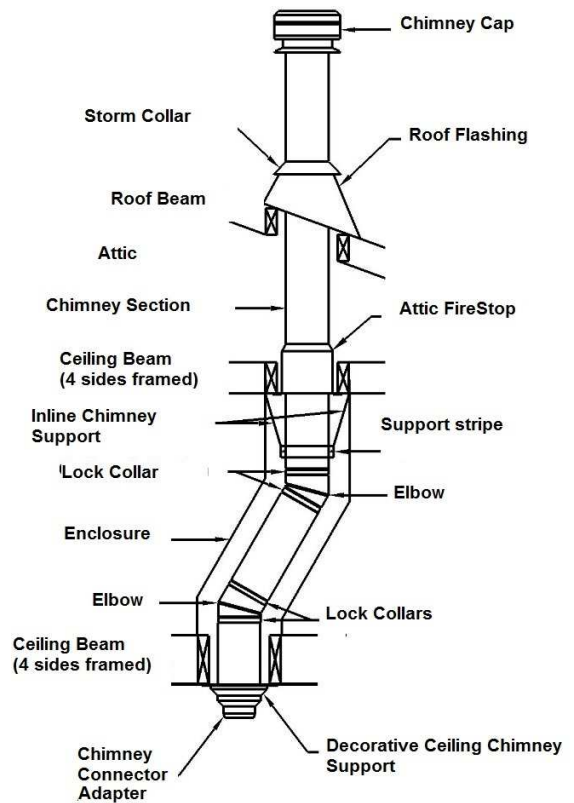 Chimney Cap
Storm Collar
Roof Flashing
Roof Beam
Attic
Chimney Section
Attic FireStop
Ceiling Beam
(4 sides framed)
Inline Chimney
Support
Support stripe
Lock Collar
Elbow
Enclosure
Elbow
Lock Collars
Ceiling Beam
(4 sides framed)
Decorative Ceiling Chimney
Support
Chimney
Connector
Adapter